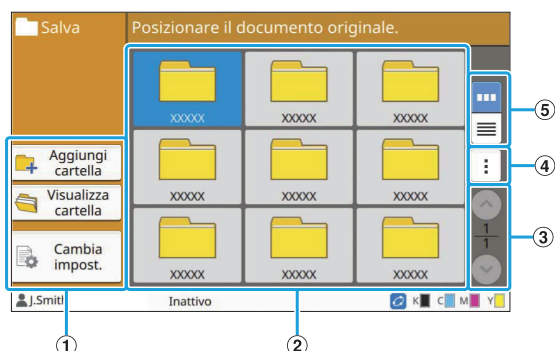 Salva
Posizionare il documento originale.
XXXXX XXXXX XXXXX
Aggiungi
cartella
XXXXX XXXXX XXXXX
Visualizza
cartella
Cambia
impost.
XXXXX XXXXX XXXXX
1
1
J.Smith Inattivo K C M Y
5
4
3
1 2